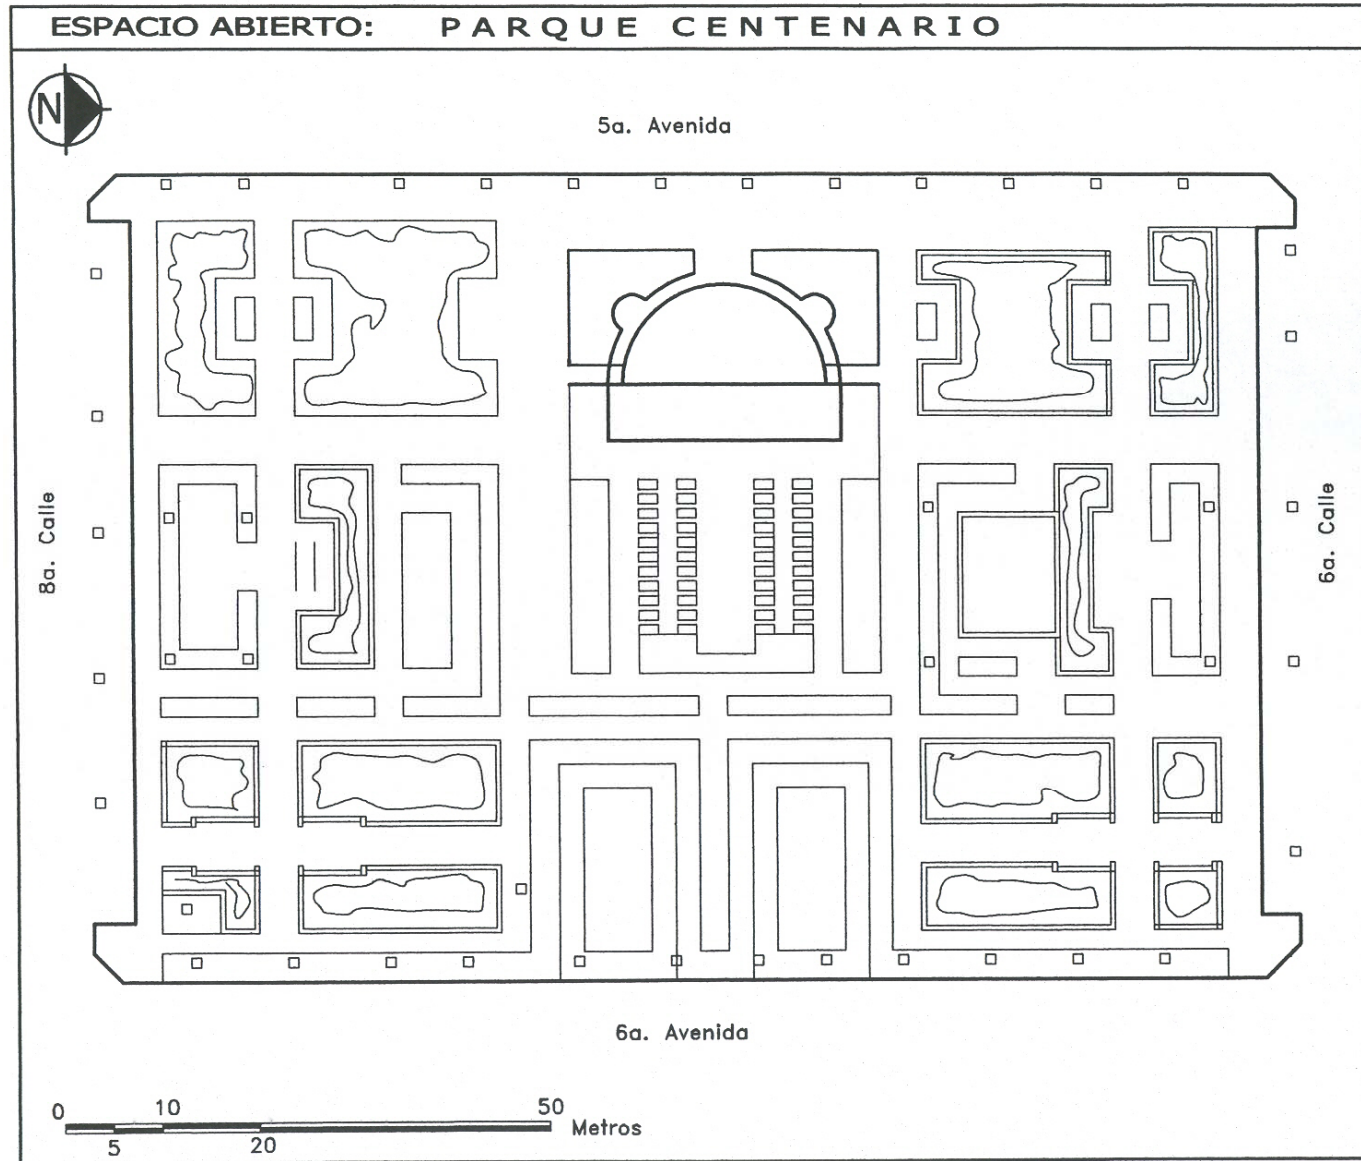 ESPACIO ABIERTO: PARQUE CENTENARIO
N
5a. Avenida
8a. Calle
6a. Calle
6a. Avenida
0 10 50
Metros
5 20